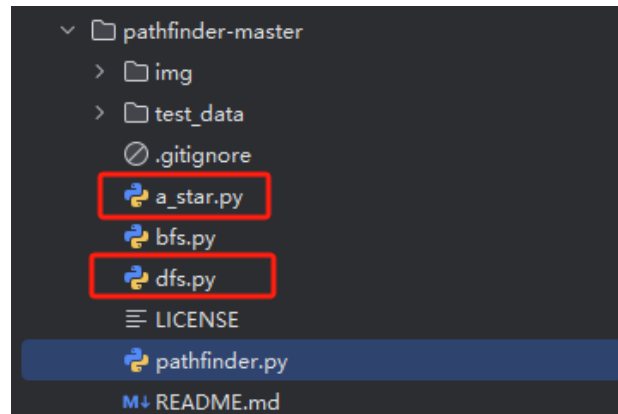 pathfinder-master
img
test_data
.gitignore
a_star.py
bfs.py
dfs.py
LICENSE
pathfinder.py
M↓ README.md